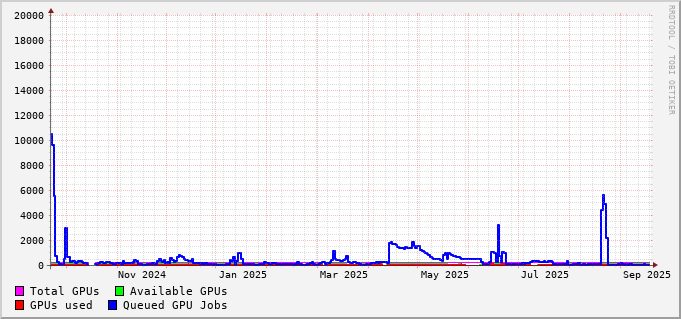 20000
18000
16000
14000
12000
10000
8000
6000
4000
2000
0
Nov 2024 Jan 2025 Mar 2025 May 2025 Jul 2025 Sep 2025
Total GPUs Available GPUs
GPUs used Queued GPU Jobs
RRDTOOL / TOBI OETIKER